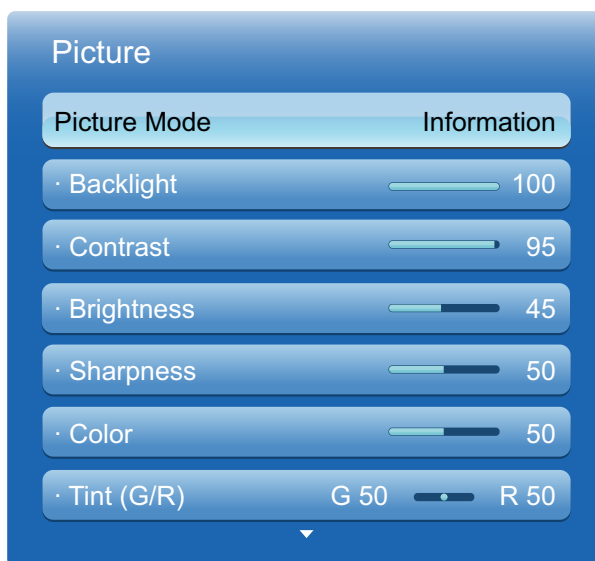 Picture
Picture Mode Information
· Backlight 100
· Contrast 95
· Brightness 45
· Sharpness 50
· Color 50
· Tint (G/R) G 50 R 50